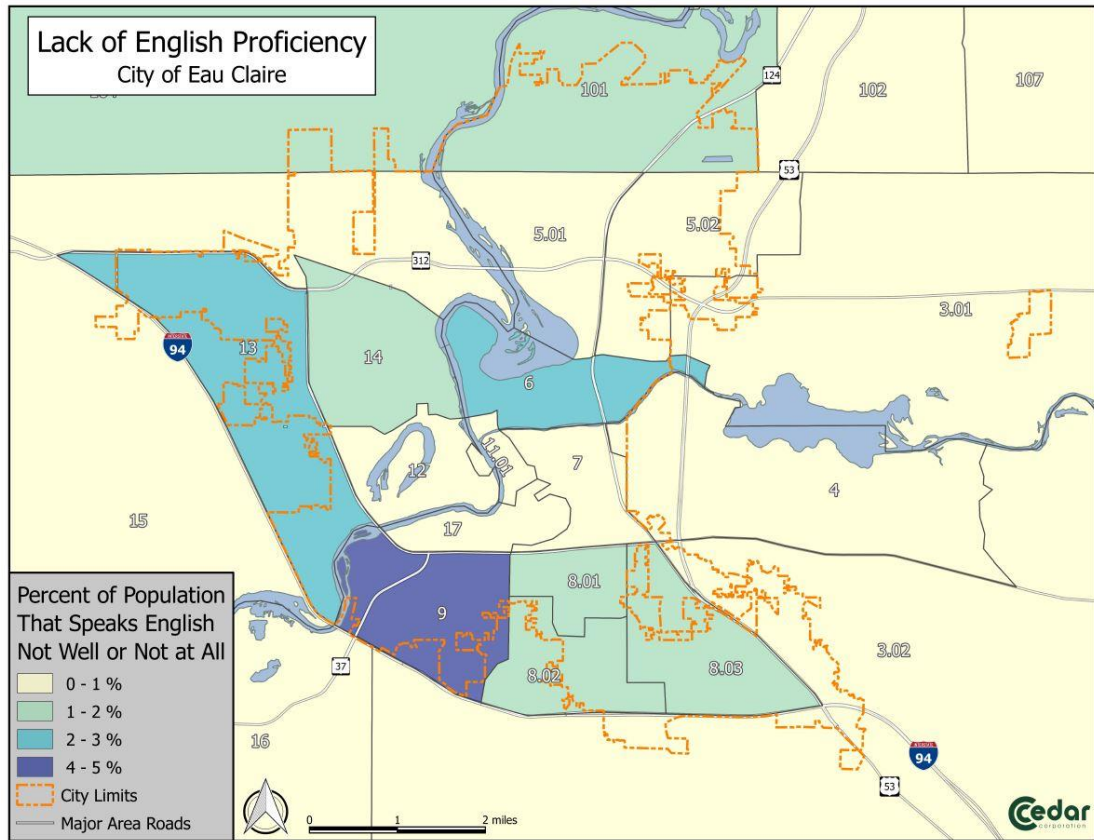 Lack of English Proficiency
City of Eau Claire
101
124
102
107
53
5.01
5.02
312
3.01
94
13
14
6
11.01
12
7
4
15
17
8.01
9
3.02
8.02
8.03
37
16
94
53
Percent of Population
That Speaks English
Not Well or Not at All
0 - 1 %
1 - 2 %
2 - 3 %
4 - 5 %
City Limits
Major Area Roads
0 1 2 miles
Cedar
corporation